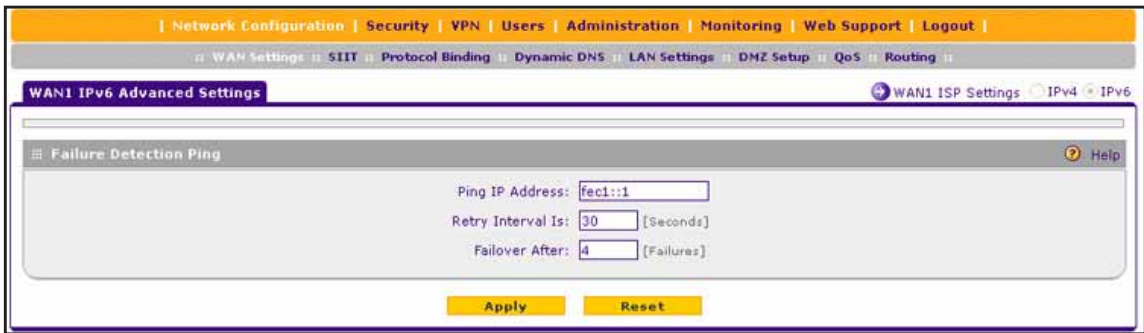 | Network Configuration | Security | VPN | Users | Administration | Monitoring | Web Support | Logout |
:: WAN Settings :: SIIT :: Protocol Binding :: Dynamic DNS :: LAN Settings :: DMZ Setup :: QoS :: Routing ::
WAN1 IPv6 Advanced Settings WAN1 ISP Settings IPv4 IPv6
Failure Detection Ping Help
Ping IP Address: fec1::1
Retry Interval Is: 30 [Seconds]
Failover After: 4 [Failures]
Apply Reset